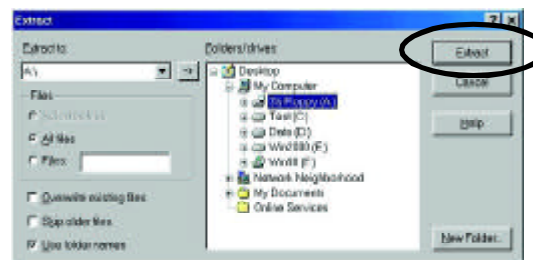 Extract
Extract to:
A:\
Files
Selected files
All files
Files:
Overwrite existing files
Skip older files
Use folder names
Folders/drives
Desktop
My Computer
3½ Floppy (A:)
(C:)
Data (D:)
Win2000 (E:)
(F:)
Network Neighborhood
My Documents
Online Services
Extract
Cancel
Help
New Folder...